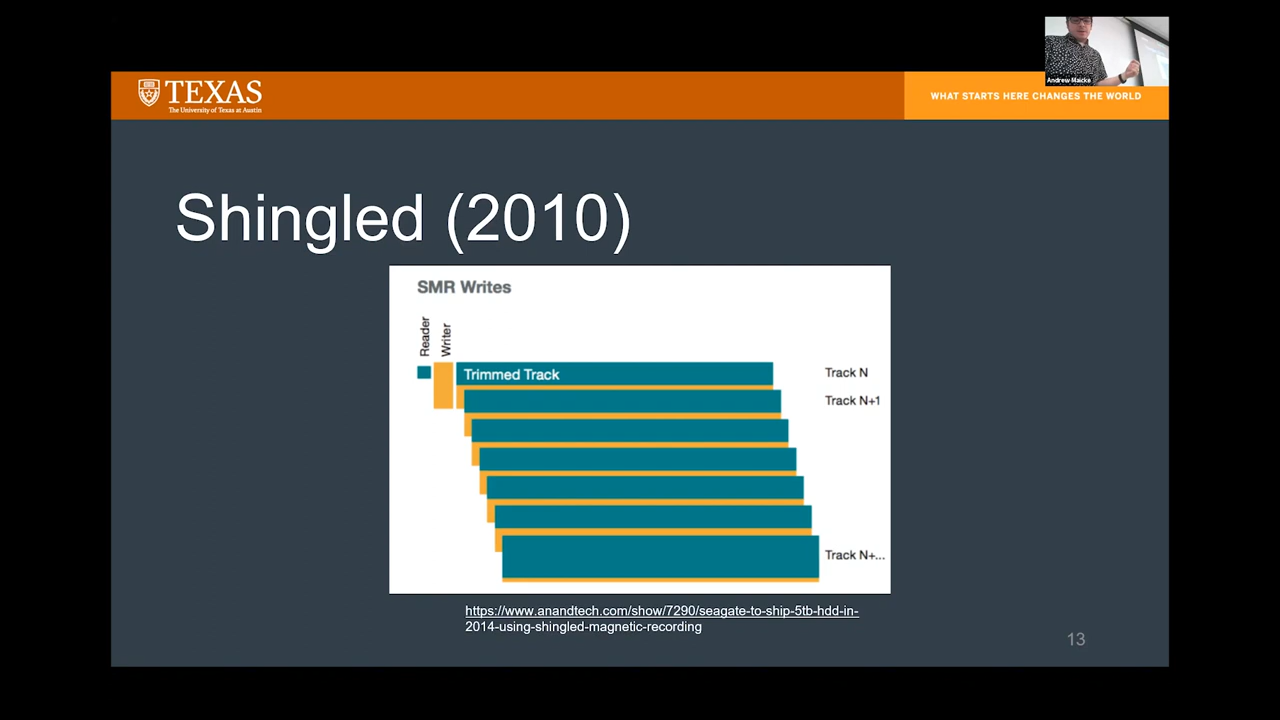 Andrew Maicke
TEXAS
The University of Texas at Austin
WHAT STARTS HERE CHANGES THE WORLD
Shingled (2010)
SMR Writes
Reader
Writer
Trimmed Track
Track N
Track N+1
Track N+...
https://www.anandtech.com/show/7290/seagate-to-ship-5tb-hdd-in-
2014-using-shingled-magnetic-recording
13